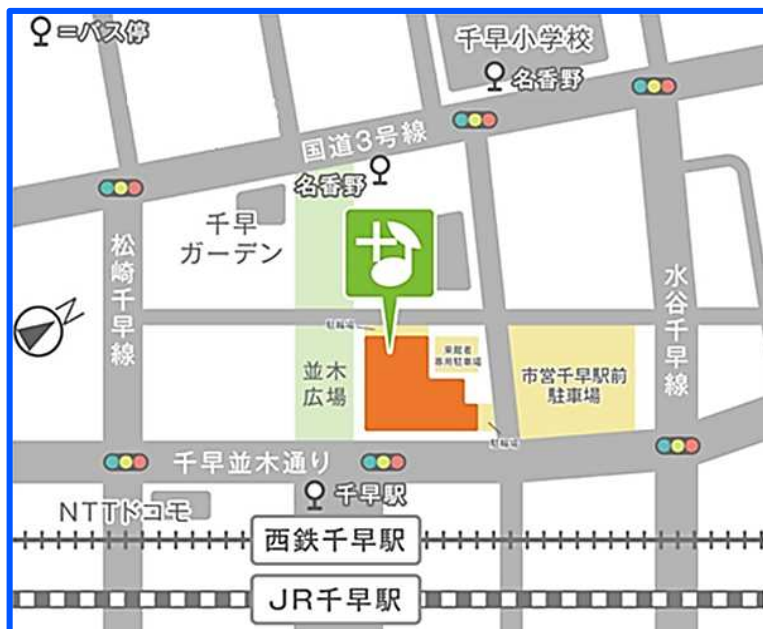 =バス停
千早小学校
名香野
国道3号線
名香野
千早
ガーデン
松崎千早線
N
水谷千早線
駐輪場
来館者
専用駐車場
並木
広場
市営千早駅前
駐車場
駐輪場
千早並木通り
千早駅
NTTドコモ
西鉄千早駅
JR千早駅